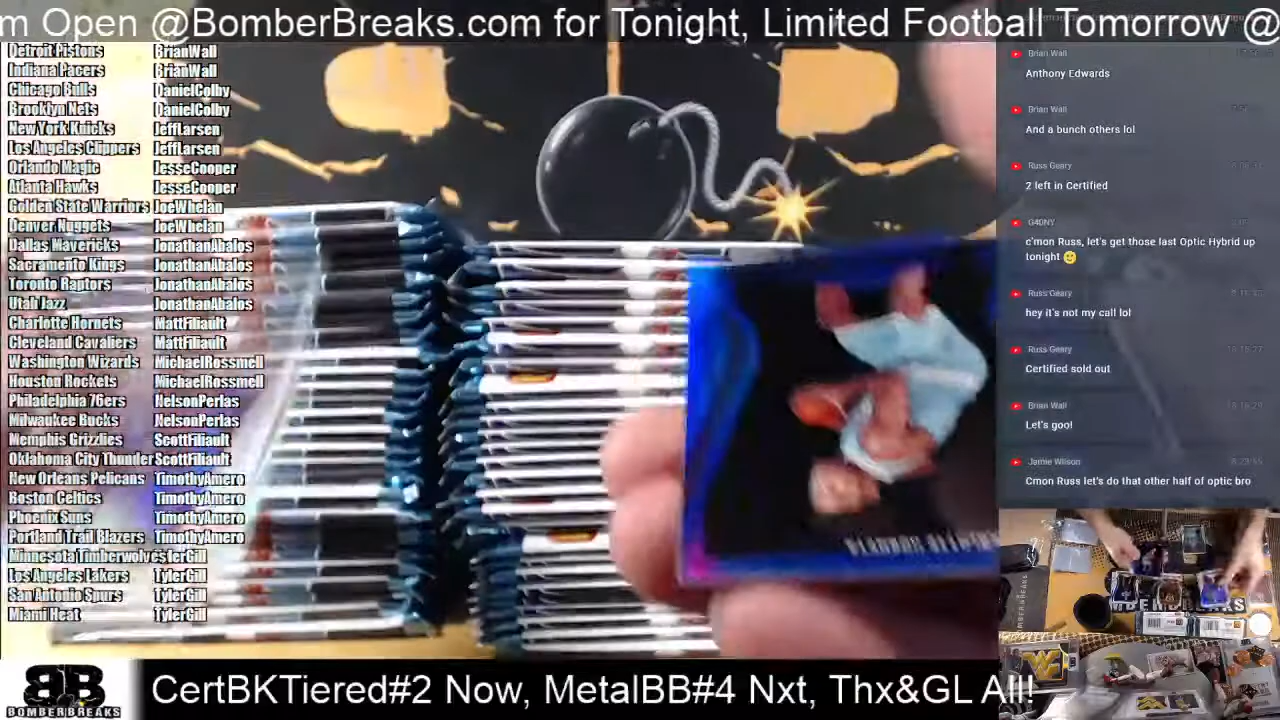 m Open @BomberBreaks.com for Tonight, Limited Football Tomorrow @
Detroit Pistons BrianWall
Indiana Pacers BrianWall
Chicago Bulls DanielColby
Brooklyn Nets DanielColby
New York Knicks JeffLarsen
Los Angeles Clippers JeffLarsen
Orlando Magic JesseCooper
Atlanta Hawks JesseCooper
Golden State Warriors JoeWhelan
Denver Nuggets JoeWhelan
Dallas Mavericks JonathanAbalos
Sacramento Kings JonathanAbalos
Toronto Raptors JonathanAbalos
Utah Jazz JonathanAbalos
Charlotte Hornets MattFiliault
Cleveland Cavaliers MattFiliault
Washington Wizards MichaelRossmell
Houston Rockets MichaelRossmell
Philadelphia 76ers NelsonPerlas
Milwaukee Bucks NelsonPerlas
Memphis Grizzlies ScottFiliault
Oklahoma City Thunder ScottFiliault
New Orleans Pelicans TimothyAmero
Boston Celtics TimothyAmero
Phoenix Suns TimothyAmero
Portland Trail Blazers TimothyAmero
Minnesota Timberwolves lerGill
Los Angeles Lakers TylerGill
San Antonio Spurs TylerGill
Miami Heat TylerGill
Brian Wall
Anthony Edwards
Brian Wall
And a bunch others lol
Russ Geary
2 left in Certified
G4DNY
c'mon Russ, let's get those last Optic Hybrid up
tonight 🙂
Russ Geary
hey it's not my call lol
Russ Geary
Certified sold out
Brian Wall
Let's goo!
Jamie Wilson
Cmon Russ let's do that other half of optic bro
BB
BOMBERBREAKS
CertBKTiered#2 Now, MetalBB#4 Nxt, Thx&GL All!